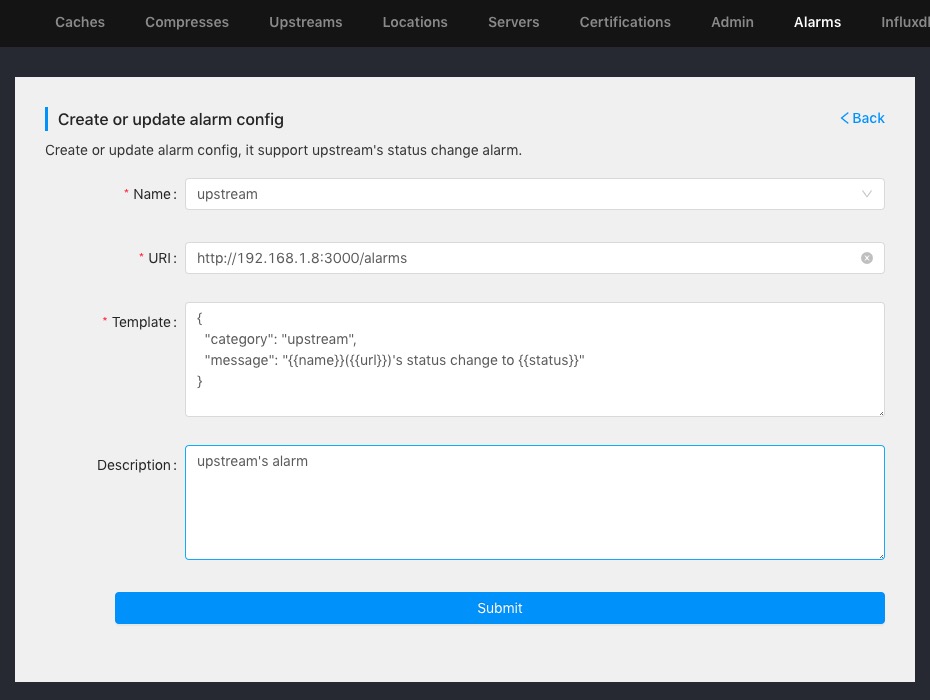 Caches Compresses Upstreams Locations Servers Certifications Admin Alarms Influxd
Create or update alarm config
Back
Create or update alarm config, it support upstream's status change alarm.
* Name: upstream
* URI: http://192.168.1.8:3000/alarms
* Template: {
"category": "upstream",
"message": "{{name}}({{url}})'s status change to {{status}}"
}
Description: upstream's alarm
Submit